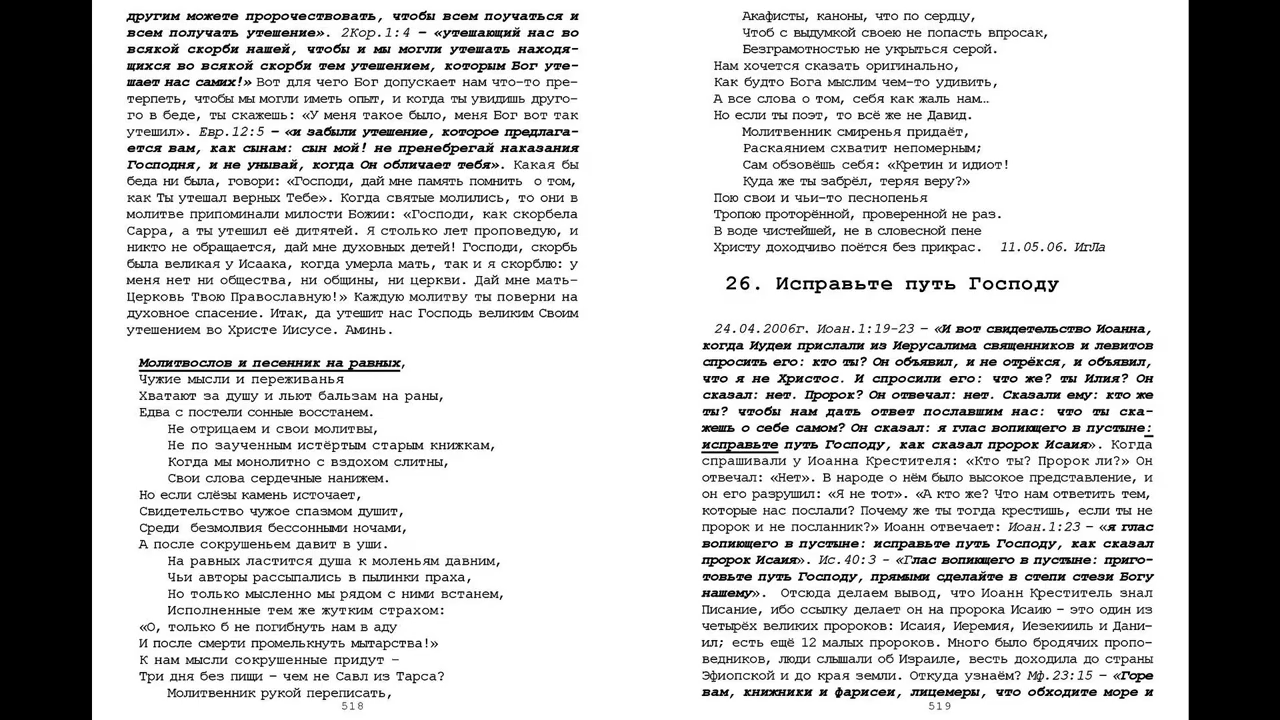 другим можете пророчествовать, чтобы всем поучаться и
всем получать утешение». 2Кор.1:4 – «утешающий нас во
всякой скорби нашей, чтобы и мы могли утешать находя-
щихся во всякой скорби тем утешением, которым Бог уте-
шает нас самих!» Вот для чего Бог допускает нам что-то пре-
терпеть, чтобы мы могли иметь опыт, и когда ты увидишь друго-
го в беде, ты скажешь: «У меня такое было, меня Бог вот так
утешил». Евр.12:5 – «и забыли утешение, которое предлага-
ется вам, как сынам: сын мой! не пренебрегай наказания
Господня, и не унывай, когда Он обличает тебя». Какая бы
беда ни была, говори: «Господи, дай мне память помнить о том,
как Ты утешал верных Тебе». Когда святые молились, то они в
молитве припоминали милости Божии: «Господи, как скорбела
Сарра, а ты утешил её дитятей. Я столько лет проповедую, и
никто не обращается, дай мне духовных детей! Господи, скорбь
была великая у Исаака, когда умерла мать, так и я скорблю: у
меня нет ни общества, ни общины, ни церкви. Дай мне мать-
Церковь Твою Православную!» Каждую молитву ты поверни на
духовное спасение. Итак, да утешит нас Господь великим Своим
утешением во Христе Иисусе. Аминь.
Молитвослов и песенник на равных,
Чужие мысли и переживанья
Хватают за душу и льют бальзам на раны,
Едва с постели сонные восстанем.
Не отрицаем и свои молитвы,
Не по заученным истёртым старым книжкам,
Когда мы монолитно с вздохом слитны,
Свои слова сердечные нанижем.
Но если слёзы камень источает,
Свидетельство чужое спазмом душит,
Среди безмолвия бессонными ночами,
А после сокрушеньем давит в уши.
На равных ластится душа к моленьям давним,
Чьи авторы рассыпались в пылинки праха,
Но только мысленно мы рядом с ними встанем,
Исполненные тем же жутким страхом:
«О, только б не погибнуть нам в аду
И после смерти промелькнуть мытарства!»
К нам мысли сокрушенные придут –
Три дня без пищи – чем не Савл из Тарса?
Молитвенник рукой переписать,
518
Акафисты, каноны, что по сердцу,
Чтоб с выдумкой своею не попасть впросак,
Безграмотностью не укрыться серой.
Нам хочется сказать оригинально,
Как будто Бога мыслим чем-то удивить,
А все слова о том, себя как жаль нам…
Но если ты поэт, то всё же не Давид.
Молитвенник смиренья придаёт,
Раскаянием схватит непомерным;
Сам обзовёшь себя: «Кретин и идиот!
Куда же ты забрёл, теряя веру?»
Пою свои и чьи-то песнопенья
Тропою проторённой, проверенной не раз.
В воде чистейшей, не в словесной пене
Христу доходчиво поётся без прикрас. 11.05.06. ИгЛа
26. Исправьте путь Господу
24.04.2006г. Иоан.1:19-23 – «И вот свидетельство Иоанна,
когда Иудеи прислали из Иерусалима священников и левитов
спросить его: кто ты? Он объявил, и не отрёкся, и объявил,
что я не Христос. И спросили его: что же? ты Илия? Он
сказал: нет. Пророк? Он отвечал: нет. Сказали ему: кто же
ты? чтобы нам дать ответ пославшим нас: что ты ска-
жешь о себе самом? Он сказал: я глас вопиющего в пустыне:
исправьте путь Господу, как сказал пророк Исаия». Когда
спрашивали у Иоанна Крестителя: «Кто ты? Пророк ли?» Он
отвечал: «Нет». В народе о нём было высокое представление, и
он его разрушил: «Я не тот». «А кто же? Что нам ответить тем,
которые нас послали? Почему же ты тогда крестишь, если ты не
пророк и не посланник?» Иоанн отвечает: Иоан.1:23 – «я глас
вопиющего в пустыне: исправьте путь Господу, как сказал
пророк Исаия». Ис.40:3 - «Глас вопиющего в пустыне: приго-
товьте путь Господу, прямыми сделайте в степи стези Богу
нашему». Отсюда делаем вывод, что Иоанн Креститель знал
Писание, ибо ссылку делает он на пророка Исаию – это один из
четырёх великих пророков: Исаия, Иеремия, Иезекииль и Дани-
ил; есть ещё 12 малых пророков. Много было бродячих пропо-
ведников, люди слышали об Израиле, весть доходила до страны
Эфиопской и до края земли. Откуда узнаём? Мф.23:15 – «Горе
вам, книжники и фарисеи, лицемеры, что обходите море и
519